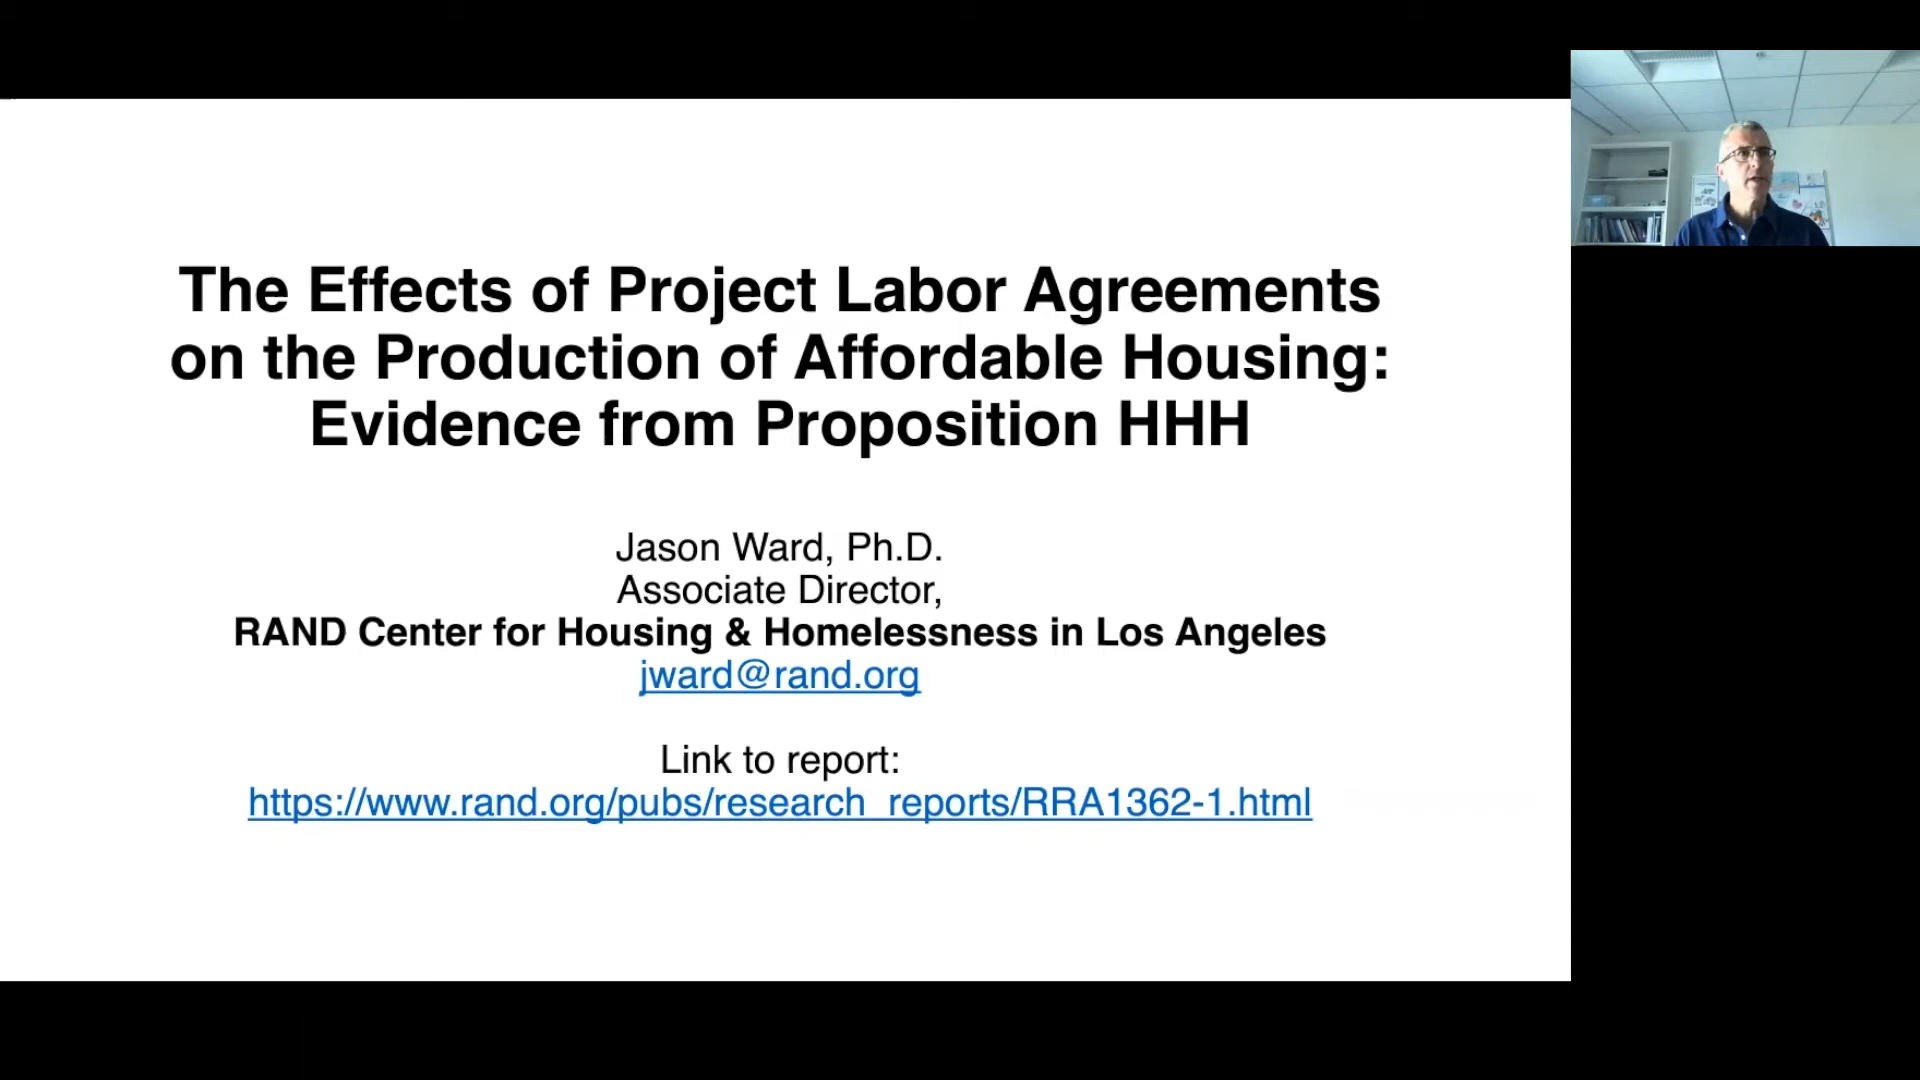 The Effects of Project Labor Agreements
on the Production of Affordable Housing:
Evidence from Proposition HHH
Jason Ward, Ph.D.
Associate Director,
RAND Center for Housing & Homelessness in Los Angeles
jward@rand.org
Link to report:
https://www.rand.org/pubs/research_reports/RRA1362-1.html